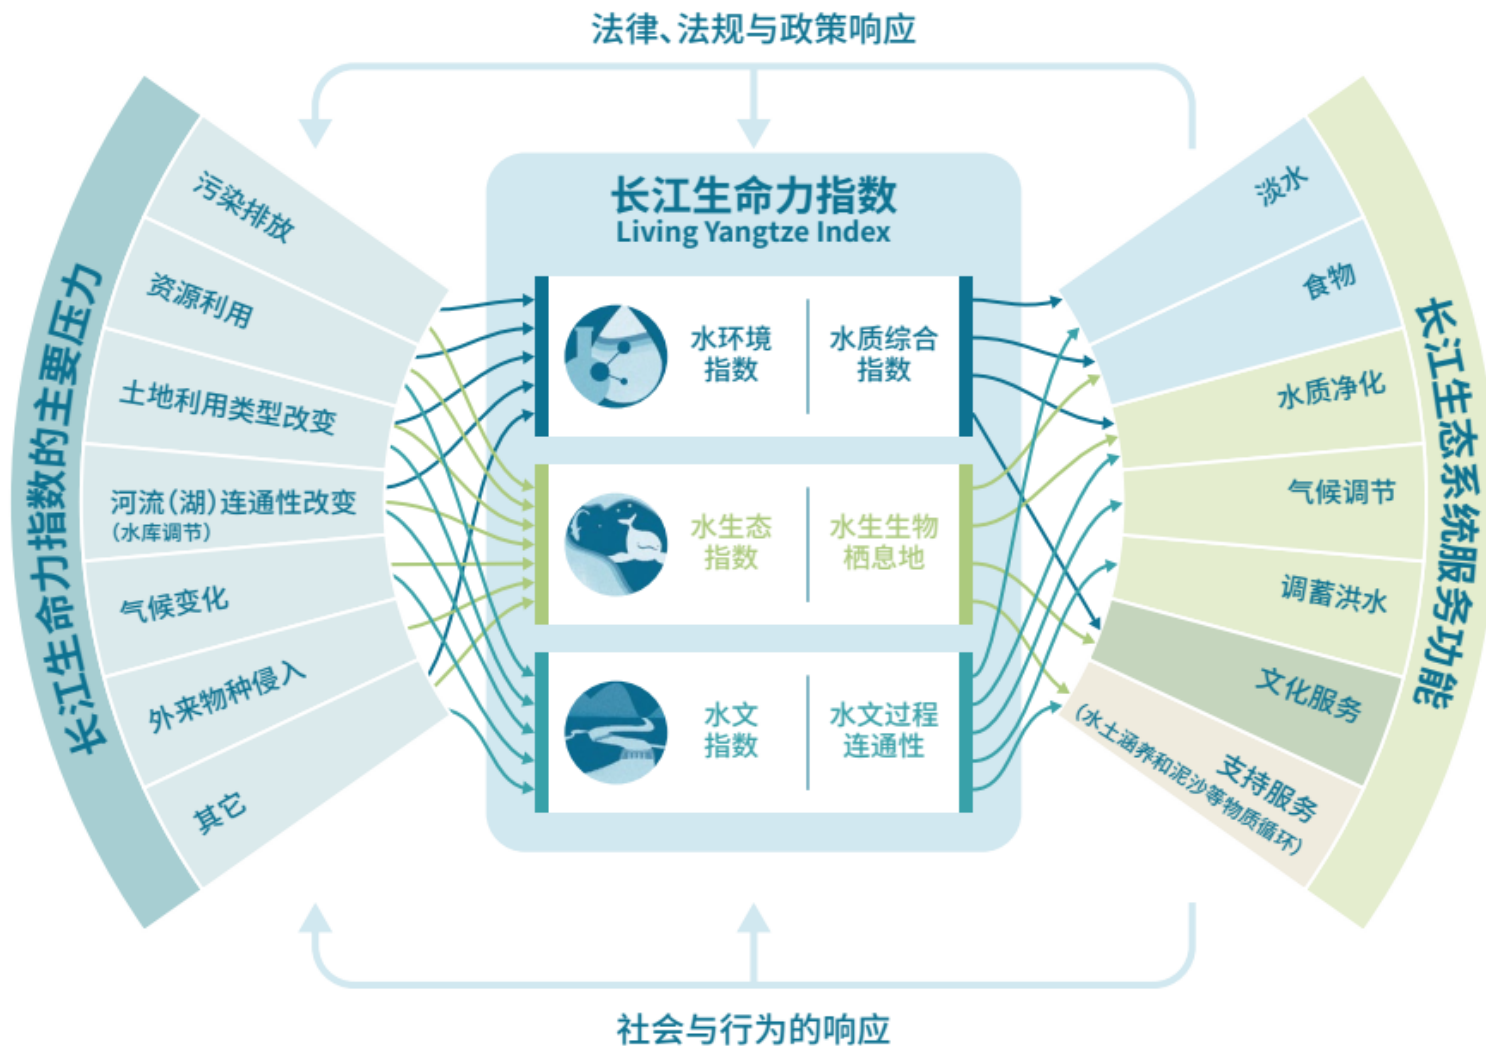 法律、法规与政策响应
长江生命力指数的主要压力
污染排放
资源利用
土地利用类型改变
河流(湖)连通性改变
(水库调节)
气候变化
外来物种侵入
其它
长江生命力指数
Living Yangtze Index
水环境
指数
水质综合
指数
水生态
指数
水生生物
栖息地
水文
指数
水文过程
连通性
淡水
食物
水质净化
气候调节
调蓄洪水
文化服务
支持服务
(水土涵养和泥沙等物质循环)
长江生态系统服务功能
社会与行为的响应